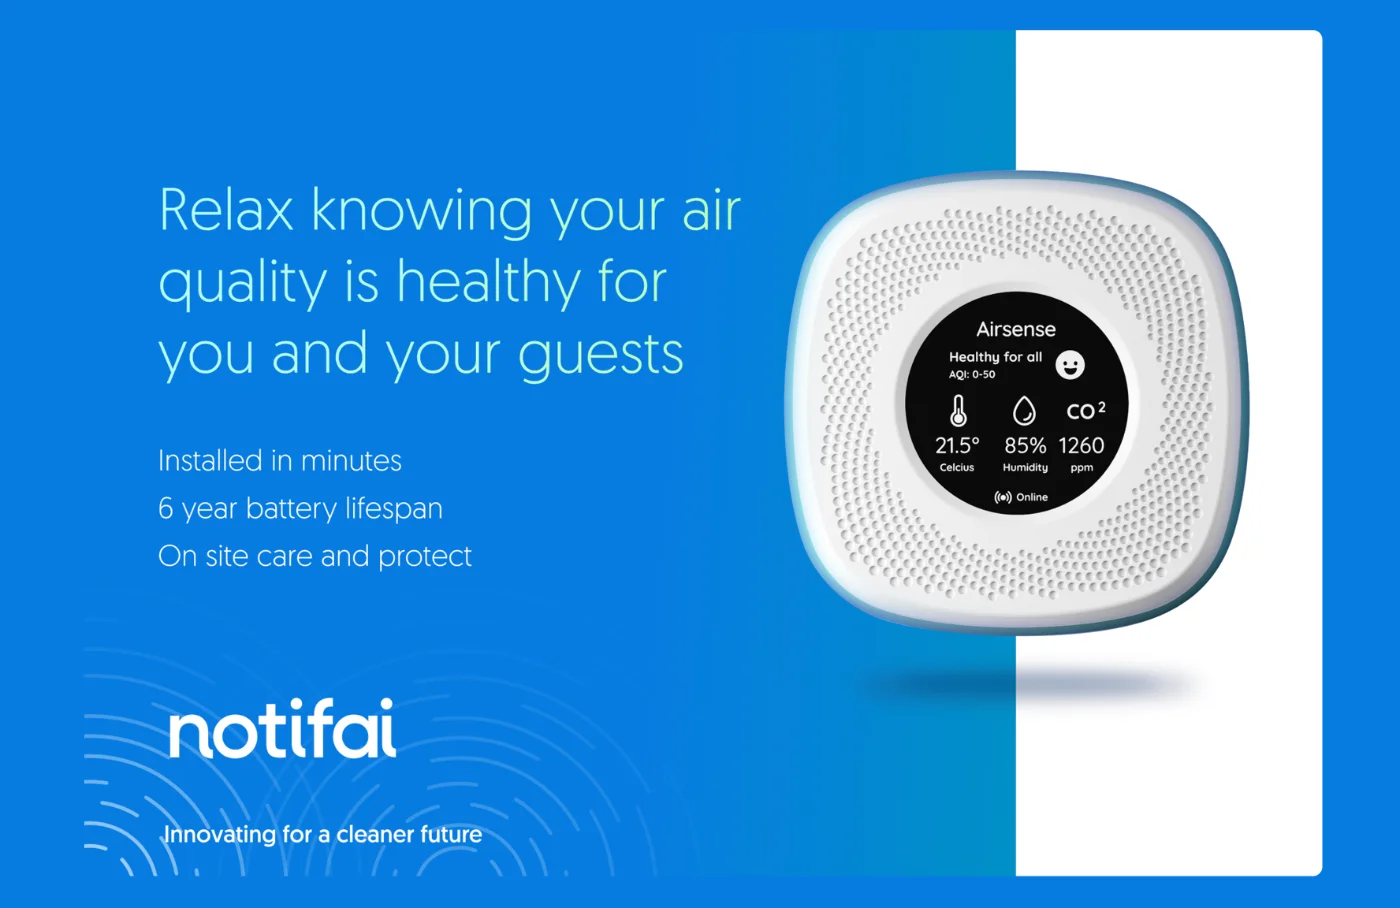 Relax knowing your air
quality is healthy for
you and your guests
Installed in minutes
6 year battery lifespan
On site care and protect
notifai
Innovating for a cleaner future
Airsense
Healthy for all
AQI: 0-50
CO²
21.5° 85% 1260
Celcius Humidity ppm
Online